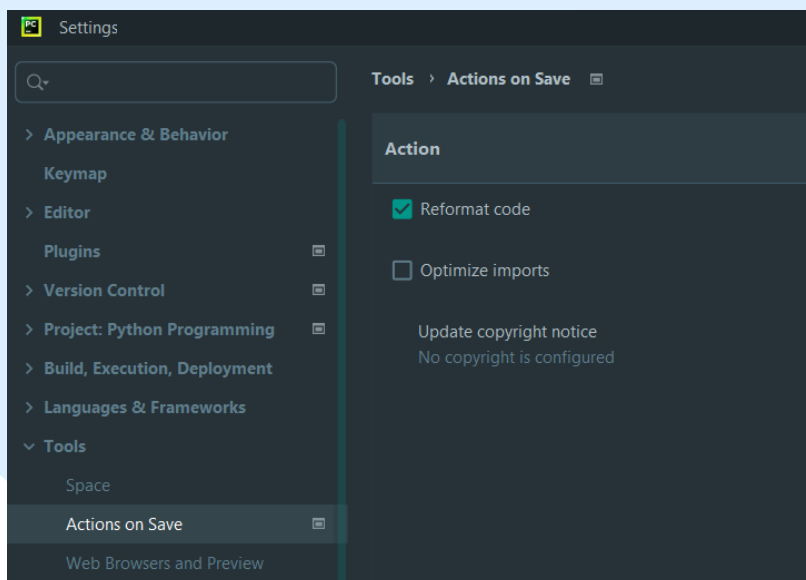 PC
Settings
Tools › Actions on Save
Appearance & Behavior
Keymap
Editor
Plugins
Version Control
Project: Python Programming
Build, Execution, Deployment
Languages & Frameworks
Tools
Space
Actions on Save
Web Browsers and Preview
Action
Reformat code
Optimize imports
Update copyright notice
No copyright is configured